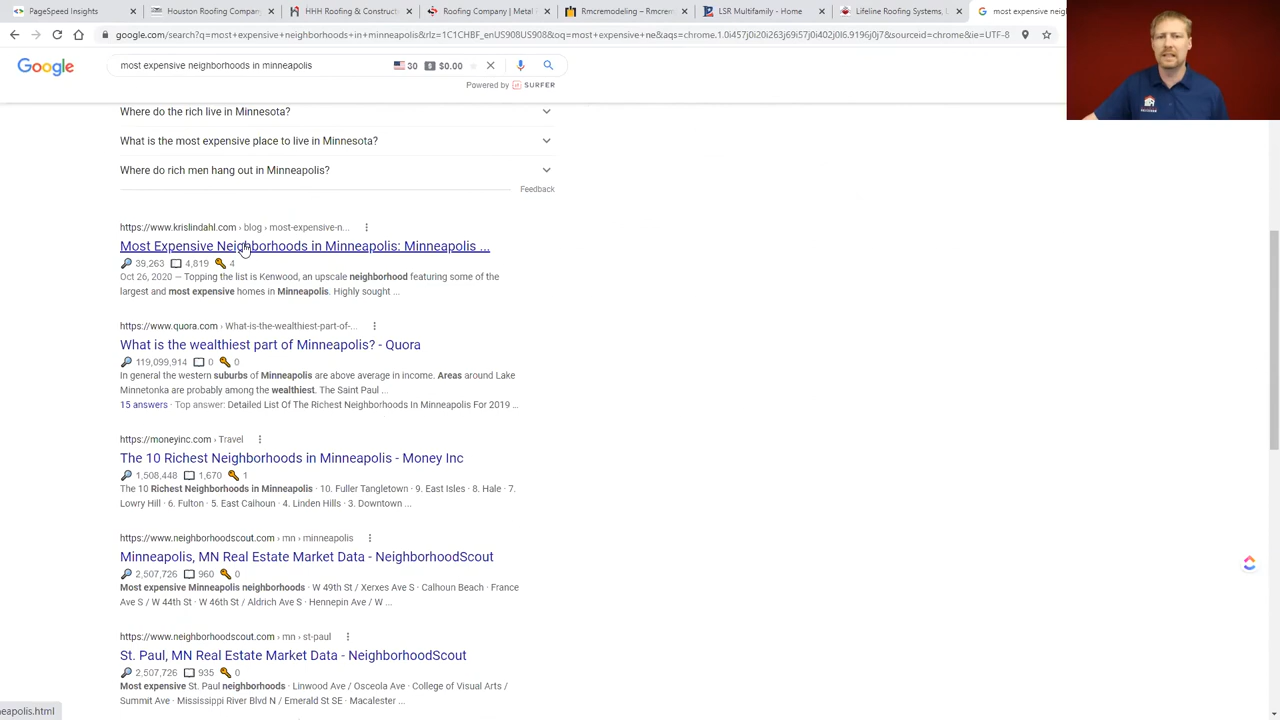 PageSpeed Insights
Houston Roofing Company
HHH Roofing & Construct
Roofing Company | Metal
Rmcremodeling – Rmcrem
LSR Multifamily - Home
Lifeline Roofing Systems, L
most expensive neighborh
google.com/search?q=most+expensive+neighborhoods+in+minneapolis&rlz=1C1CHBF_enUS908US908&oq=most+expensive+ne&aqs=chrome.1.0i457j0i20i263j69i57j0i402j0l6.9196j0j7&sourceid=chrome&ie=UTF-8
Google
most expensive neighborhoods in minneapolis
30
$0.00
Powered by SURFER
Where do the rich live in Minnesota?
What is the most expensive place to live in Minnesota?
Where do rich men hang out in Minneapolis?
Feedback
https://www.krislindahl.com › blog › most-expensive-n...
Most Expensive Neighborhoods in Minneapolis: Minneapolis ...
39,263 4,819 4
Oct 26, 2020 — Topping the list is Kenwood, an upscale neighborhood featuring some of the
largest and most expensive homes in Minneapolis. Highly sought ...
https://www.quora.com › What-is-the-wealthiest-part-of-...
What is the wealthiest part of Minneapolis? - Quora
119,099,914 0 0
In general the western suburbs of Minneapolis are above average in income. Areas around Lake
Minnetonka are probably among the wealthiest. The Saint Paul ...
15 answers · Top answer: Detailed List Of The Richest Neighborhoods In Minneapolis For 2019 ...
https://moneyinc.com › Travel
The 10 Richest Neighborhoods in Minneapolis - Money Inc
1,508,448 1,670 1
The 10 Richest Neighborhoods in Minneapolis · 10. Fuller Tangletown · 9. East Isles · 8. Hale · 7.
Lowry Hill · 6. Fulton · 5. East Calhoun · 4. Linden Hills · 3. Downtown ...
https://www.neighborhoodscout.com › mn › minneapolis
Minneapolis, MN Real Estate Market Data - NeighborhoodScout
2,507,726 960 0
Most expensive Minneapolis neighborhoods · W 49th St / Xerxes Ave S · Calhoun Beach · France
Ave S / W 44th St · W 46th St / Aldrich Ave S · Hennepin Ave / W ...
https://www.neighborhoodscout.com › mn › st-paul
St. Paul, MN Real Estate Market Data - NeighborhoodScout
2,507,726 935 0
Most expensive St. Paul neighborhoods · Linwood Ave / Osceola Ave · College of Visual Arts /
Summit Ave · Mississippi River Blvd N / Emerald St SE · Macalester ...
eapolis.html